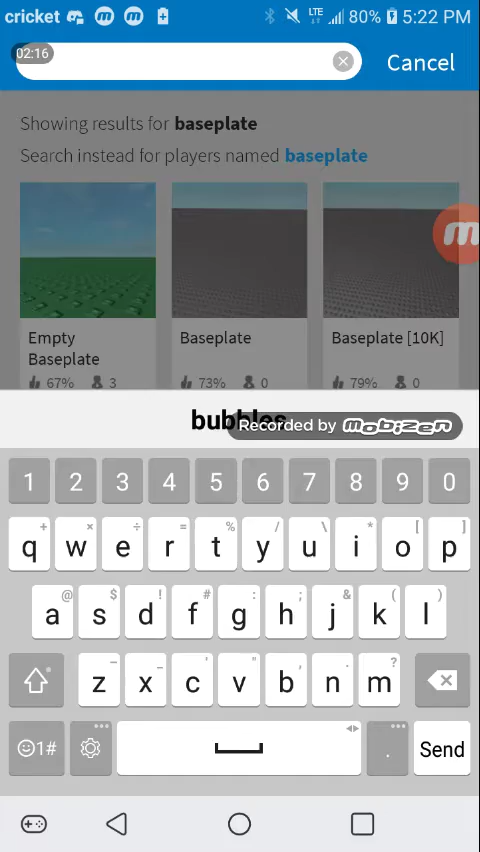 cricket LTE 80% 5:22 PM
02:16 Cancel
Showing results for baseplate
Search instead for players named baseplate
Empty Baseplate Baseplate Baseplate [10K]
67% 3 73% 0 79% 0
bubbles
Recorded by mobizen
1 2 3 4 5 6 7 8 9 0
+ × ÷ = % / \ * [ ]
q w e r t y u i o p
@ $ ! # : ; & ( )
a s d f g h j k l
– _ ' " , . ?
z x c v b n m
☺1# . Send